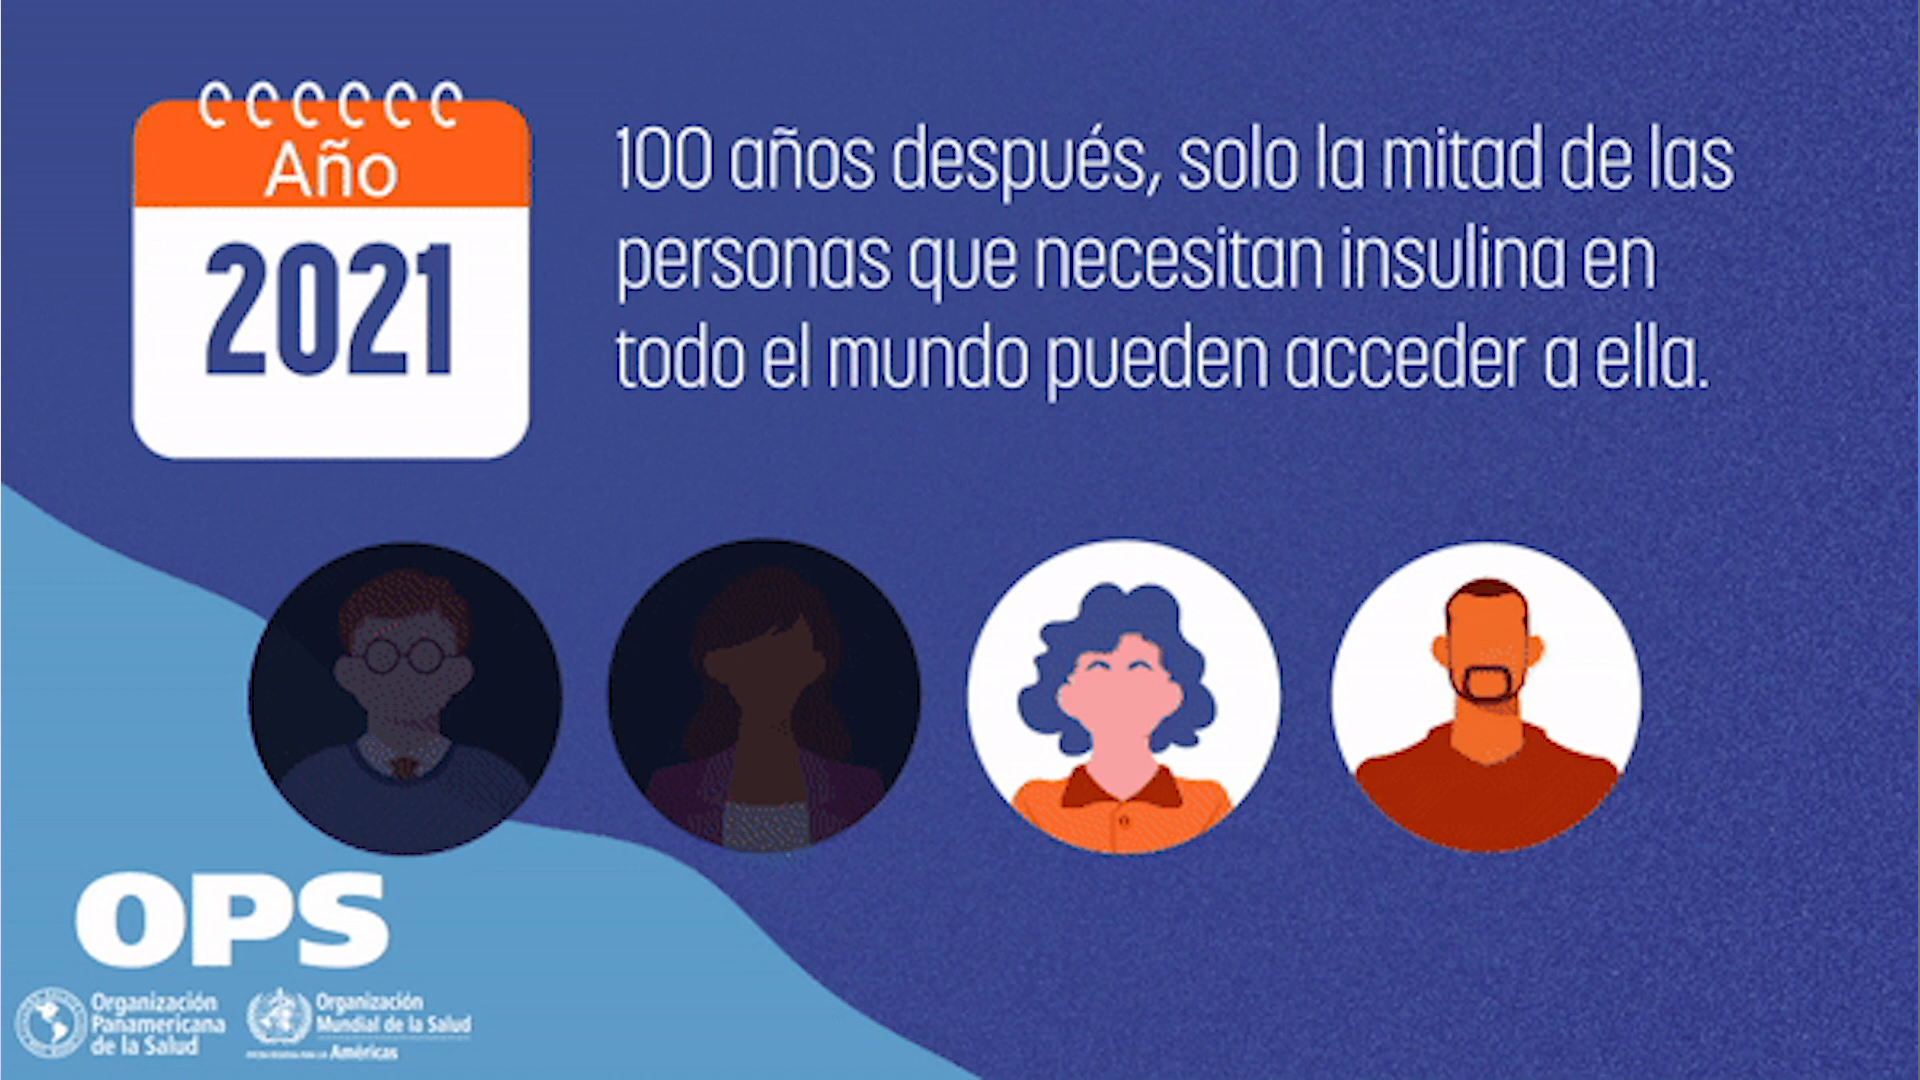 Año
2021
100 años después, solo la mitad de las
personas que necesitan insulina en
todo el mundo pueden acceder a ella.
OPS
Organización
Panamericana
de la Salud
Organización
Mundial de la Salud
Américas